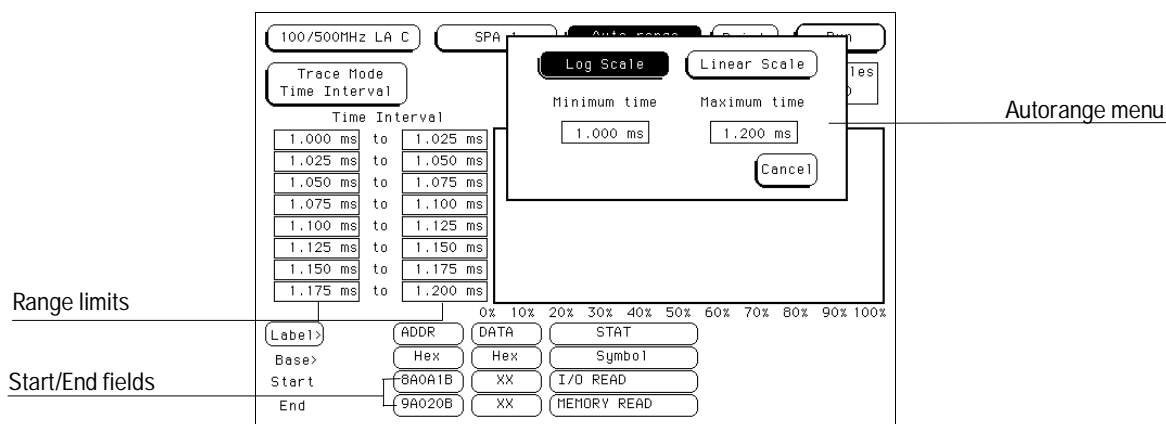 100/500MHz LA C SPA
Log Scale Linear Scale
Trace Mode
Time Interval
Minimum time Maximum time
Autorange menu
1.000 ms 1.200 ms
Cancel
Time Interval
1.000 ms to 1.025 ms
1.025 ms to 1.050 ms
1.050 ms to 1.075 ms
1.075 ms to 1.100 ms
1.100 ms to 1.125 ms
1.125 ms to 1.150 ms
1.150 ms to 1.175 ms
1.175 ms to 1.200 ms
Range limits
0% 10% 20% 30% 40% 50% 60% 70% 80% 90% 100%
Label> ADDR DATA STAT
Base> Hex Hex Symbol
Start/End fields
Start 8A0A1B XX I/O READ
End 9A020B XX MEMORY READ